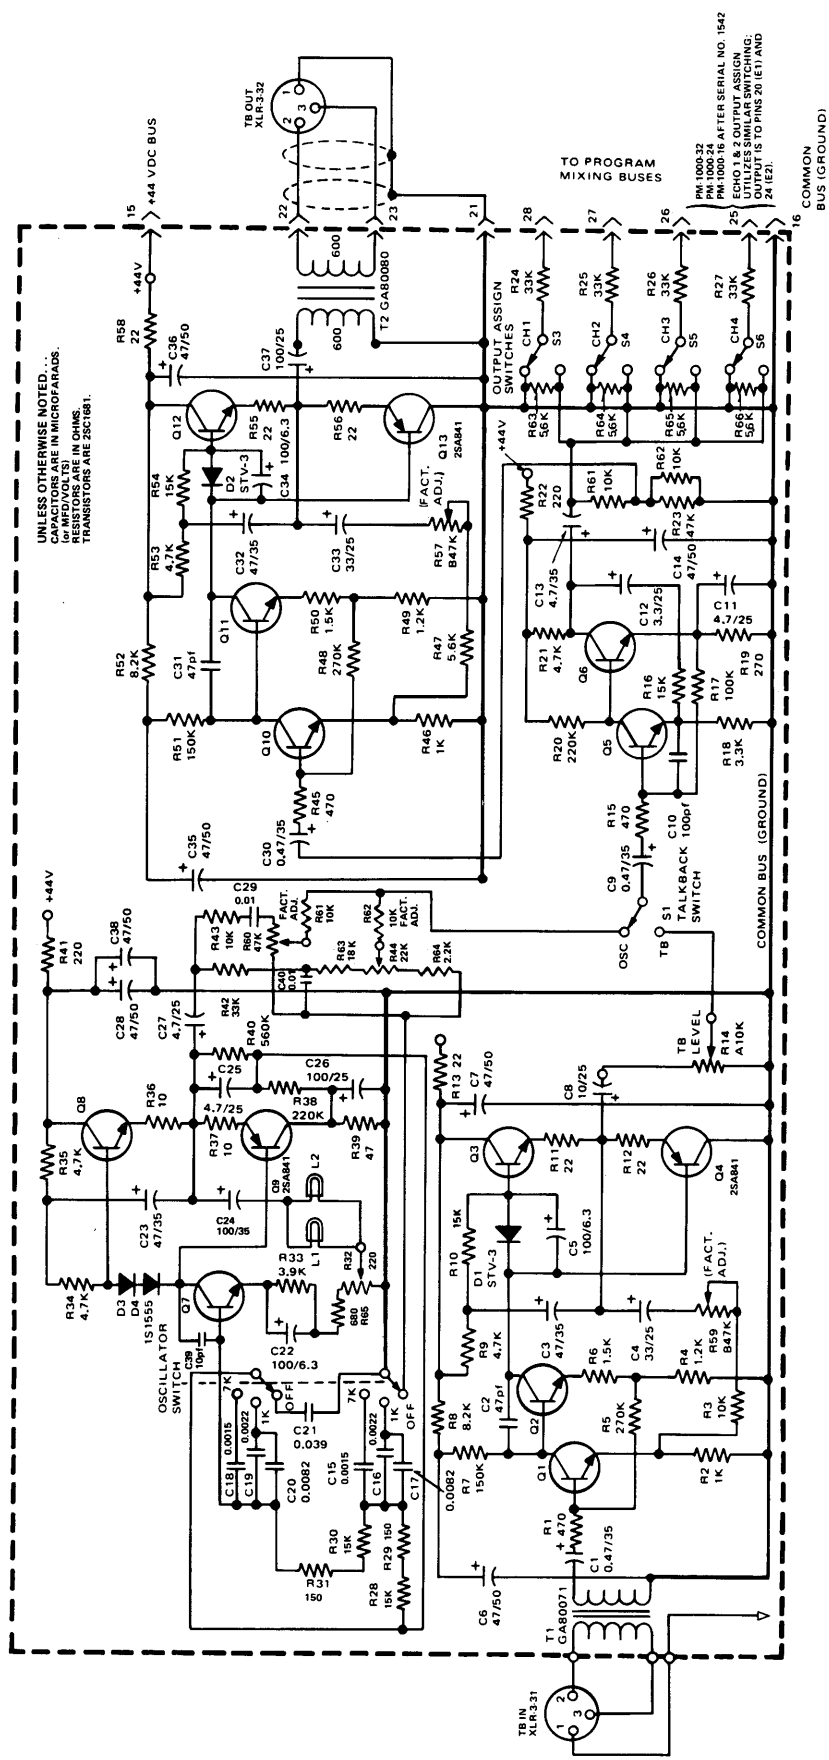 UNLESS OTHERWISE NOTED...
CAPACITORS ARE IN MICROFARADS.
(or MFD/VOLTS)
RESISTORS ARE IN OHMS.
TRANSISTORS ARE 2SC1681.
OSCILLATOR
SWITCH
7K
1K
OFF
C18
0.0015
C19
0.0022
C20
0.0082
C21
0.039
7K
1K
OFF
C15
0.0015
C16
0.0022
C17
0.0082
R28
15K
R29 150
R30
15K
R31
150
C39
10pf
R34
4.7K
D3
D4
1S1555
Q7
C22
100/6.3
R33
3.9K
680
R65
R32
220
L1
L2
C23
47/35
C24
100/35
R35
4.7K
Q8
R36
10
4.7/25
R37
10
Q9
2SA841
C25
R38
220K
C26
100/25
R39
47
R40
560K
R41
220
+44V
C28
47/50
C38
47/50
C27
4.7/25
R42
33K
R43
10K
C29
0.01
R60
47K
FACT.
ADJ.
R61
10K
C40
0.01
R63
18K
R44
22K
R62
10K
FACT.
ADJ.
R64
2.2K
C35
47/50
R52
8.2K
R51
150K
C31
47pf
Q10
Q11
C30
0.47/35
R45
470
R46
1K
R47
5.6K
R48
270K
R49
1.2K
R50
1.5K
R53
4.7K
R54
15K
D2
STV-3
C34
100/6.3
C32
47/35
C33
33/25
R57
B47K
(FACT.
ADJ.)
Q12
R55
22
R56
22
Q13
2SA841
C36
47/50
R58
22
+44V
C37
100/25
600
600
T2 GA80080
15
+44 VDC BUS
22
23
21
TB OUT
XLR-3-32
1
2
3
TB IN
XLR-3-31
1
2
3
T1
GA80071
C6
47/50
C1
0.47/35
R1
470
Q1
R2
1K
R3
10K
R4
1.2K
R5
270K
R6
1.5K
R7
150K
R8
8.2K
C2
47pf
Q2
R9
4.7K
R10
15K
D1
STV-3
C5
100/6.3
C3
47/35
C4
33/25
R59
B47K
(FACT.
ADJ.)
Q3
R11
22
R12
22
Q4
2SA841
R13 22
C7
47/50
C8
10/25
TB
LEVEL
R14
A10K
OSC
TB
S1
TALKBACK
SWITCH
COMMON BUS (GROUND)
C9
0.47/35
R15
470
C10
100pf
Q5
R20
220K
R18
3.3K
R16
15K
R17
100K
R21
4.7K
Q6
R19
270
C11
4.7/25
C12
3.3/25
C13
4.7/35
C14
47/50
R22
220
+44V
R61
10K
R62
10K
R23
47K
OUTPUT ASSIGN
SWITCHES
R63
5.6K
R64
5.6K
R65
5.6K
R66
5.6K
CH1
S3
CH2
S4
CH3
S5
CH4
S6
R24
33K
R25
33K
R26
33K
R27
33K
28
27
26
25
16
TO PROGRAM
MIXING BUSES
PM-1000-32
PM-1000-24
PM-1000-16 AFTER SERIAL NO. 1542
ECHO 1 & 2 OUTPUT ASSIGN
UTILIZES SIMILAR SWITCHING;
OUTPUT IS TO PINS 20 (E1) AND
24 (E2).
COMMON
BUS (GROUND)